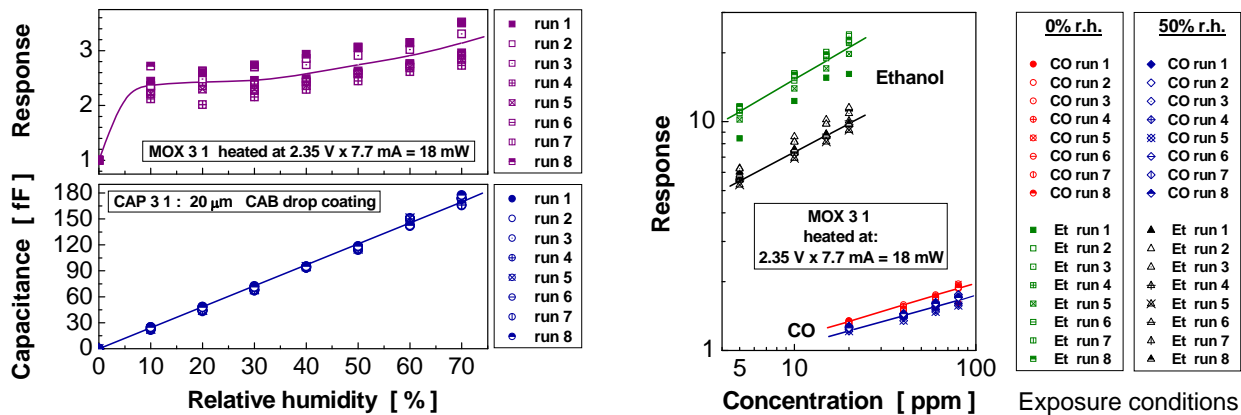 Response
3
2
1
MOX 3 1 heated at 2.35 V x 7.7 mA = 18 mW
run 1
run 2
run 3
run 4
run 5
run 6
run 7
run 8
Capacitance [ fF ]
180
150
120
90
60
30
0
CAP 3 1 : 20 μm CAB drop coating
run 1
run 2
run 3
run 4
run 5
run 6
run 7
run 8
0 10 20 30 40 50 60 70
Relative humidity [ % ]
Response
10
1
Ethanol
MOX 3 1
heated at:
2.35 V x 7.7 mA = 18 mW
CO
5 10 100
Concentration [ ppm ]
0% r.h.
CO run 1
CO run 2
CO run 3
CO run 4
CO run 5
CO run 6
CO run 7
CO run 8
Et run 1
Et run 2
Et run 3
Et run 4
Et run 5
Et run 6
Et run 7
Et run 8
50% r.h.
CO run 1
CO run 2
CO run 3
CO run 4
CO run 5
CO run 6
CO run 7
CO run 8
Et run 1
Et run 2
Et run 3
Et run 4
Et run 5
Et run 6
Et run 7
Et run 8
Exposure conditions